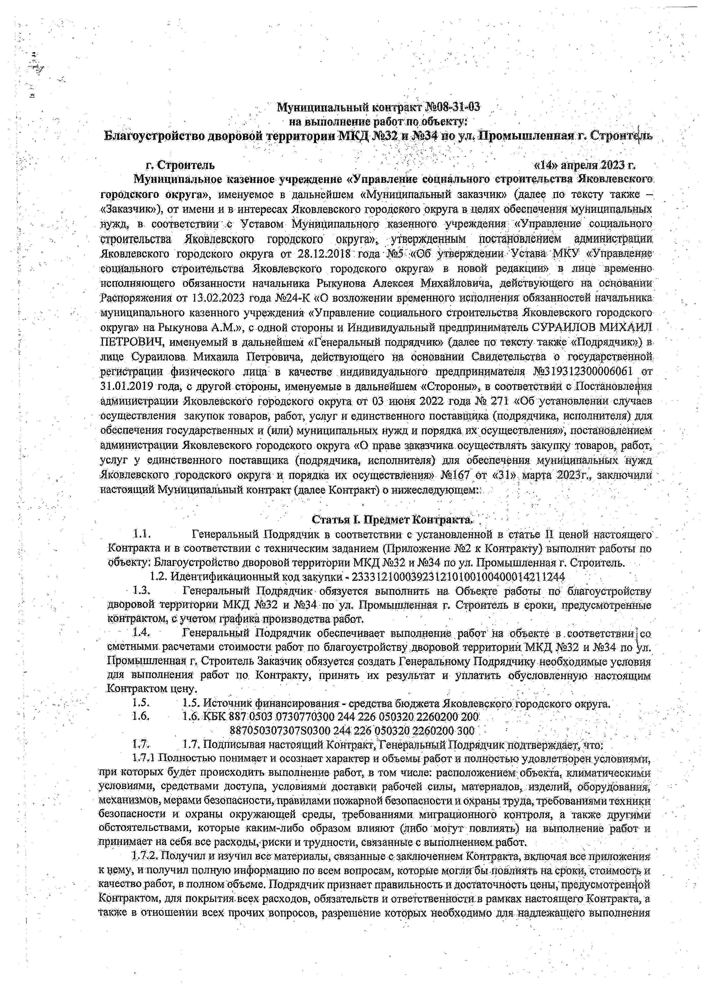 Муниципальный контракт №08-31-03
на выполнение работ по объекту:
Благоустройство дворовой территории МКД №32 и №34 по ул. Промышленная г. Строитель
г. Строитель «14» апреля 2023 г.
Муниципальное казенное учреждение «Управление социального строительства Яковлевского
городского округа», именуемое в дальнейшем «Муниципальный заказчик» (далее по тексту также –
«Заказчик»), от имени и в интересах Яковлевского городского округа в целях обеспечения муниципальных
нужд, в соответствии с Уставом Муниципального казенного учреждения «Управление социального
строительства Яковлевского городского округа», утвержденным постановлением администрации
Яковлевского городского округа от 28.12.2018 года №5 «Об утверждении Устава МКУ «Управление
социального строительства Яковлевского городского округа» в новой редакции» в лице временно
исполняющего обязанности начальника Рыкунова Алексея Михайловича, действующего на основании
Распоряжения от 13.02.2023 года №24-К «О возложении временного исполнения обязанностей начальника
муниципального казенного учреждения «Управление социального строительства Яковлевского городского
округа» на Рыкунова А.М.», с одной стороны и Индивидуальный предприниматель СУРАИЛОВ МИХАИЛ
ПЕТРОВИЧ, именуемый в дальнейшем «Генеральный подрядчик» (далее по тексту также «Подрядчик») в
лице Сураилова Михаила Петровича, действующего на основании Свидетельства о государственной
регистрации физического лица в качестве индивидуального предпринимателя №319312300006061 от
31.01.2019 года, с другой стороны, именуемые в дальнейшем «Стороны», в соответствии с Постановления
администрации Яковлевского городского округа от 03 июня 2022 года № 271 «Об установлении случаев
осуществления закупок товаров, работ, услуг и единственного поставщика (подрядчика, исполнителя) для
обеспечения государственных и (или) муниципальных нужд и порядка их осуществления», постановлением
администрации Яковлевского городского округа «О праве заказчика осуществлять закупку товаров, работ,
услуг у единственного поставщика (подрядчика, исполнителя) для обеспечения муниципальных нужд
Яковлевского городского округа и порядка их осуществления» №167 от «31» марта 2023г., заключили
настоящий Муниципальный контракт (далее Контракт) о нижеследующем:
Статья I. Предмет Контракта.
1.1. Генеральный Подрядчик в соответствии с установленной в статье II ценой настоящего
Контракта и в соответствии с техническим заданием (Приложение №2 к Контракту) выполнит работы по
объекту: Благоустройство дворовой территории МКД №32 и №34 по ул. Промышленная г. Строитель.
1.2. Идентификационный код закупки - 233312100039231210100100400014211244
1.3. Генеральный Подрядчик обязуется выполнить на Объекте работы по благоустройству
дворовой территории МКД №32 и №34 по ул. Промышленная г. Строитель в сроки, предусмотренные
контрактом, с учетом графика производства работ.
1.4. Генеральный Подрядчик обеспечивает выполнение работ на объекте в соответствии со
сметными расчетами стоимости работ по благоустройству дворовой территории МКД №32 и №34 по ул.
Промышленная г. Строитель Заказчик обязуется создать Генеральному Подрядчику необходимые условия
для выполнения работ по Контракту, принять их результат и уплатить обусловленную настоящим
Контрактом цену.
1.5. 1.5. Источник финансирования - средства бюджета Яковлевского городского округа.
1.6. 1.6. КБК 887 0503 0730770300 244 226 050320 2260200 200
887050307307S0300 244 226 050320 2260200 300
1.7. 1.7. Подписывая настоящий Контракт, Генеральный Подрядчик подтверждает, что:
1.7.1 Полностью понимает и осознает характер и объемы работ и полностью удовлетворен условиями,
при которых будет происходить выполнение работ, в том числе: расположением объекта, климатическими
условиями, средствами доступа, условиями доставки рабочей силы, материалов, изделий, оборудования,
механизмов, мерами безопасности, правилами пожарной безопасности и охраны труда, требованиями техники
безопасности и охраны окружающей среды, требованиями миграционного контроля, а также другими
обстоятельствами, которые каким-либо образом влияют (либо могут повлиять) на выполнение работ и
принимает на себя все расходы, риски и трудности, связанные с выполнением работ.
1.7.2. Получил и изучил все материалы, связанные с заключением Контракта, включая все приложения
к нему, и получил полную информацию по всем вопросам, которые могли бы повлиять на сроки, стоимость и
качество работ, в полном объеме. Подрядчик признает правильность и достаточность цены, предусмотренной
Контрактом, для покрытия всех расходов, обязательств и ответственности в рамках настоящего Контракта, а
также в отношении всех прочих вопросов, разрешение которых необходимо для надлежащего выполнения